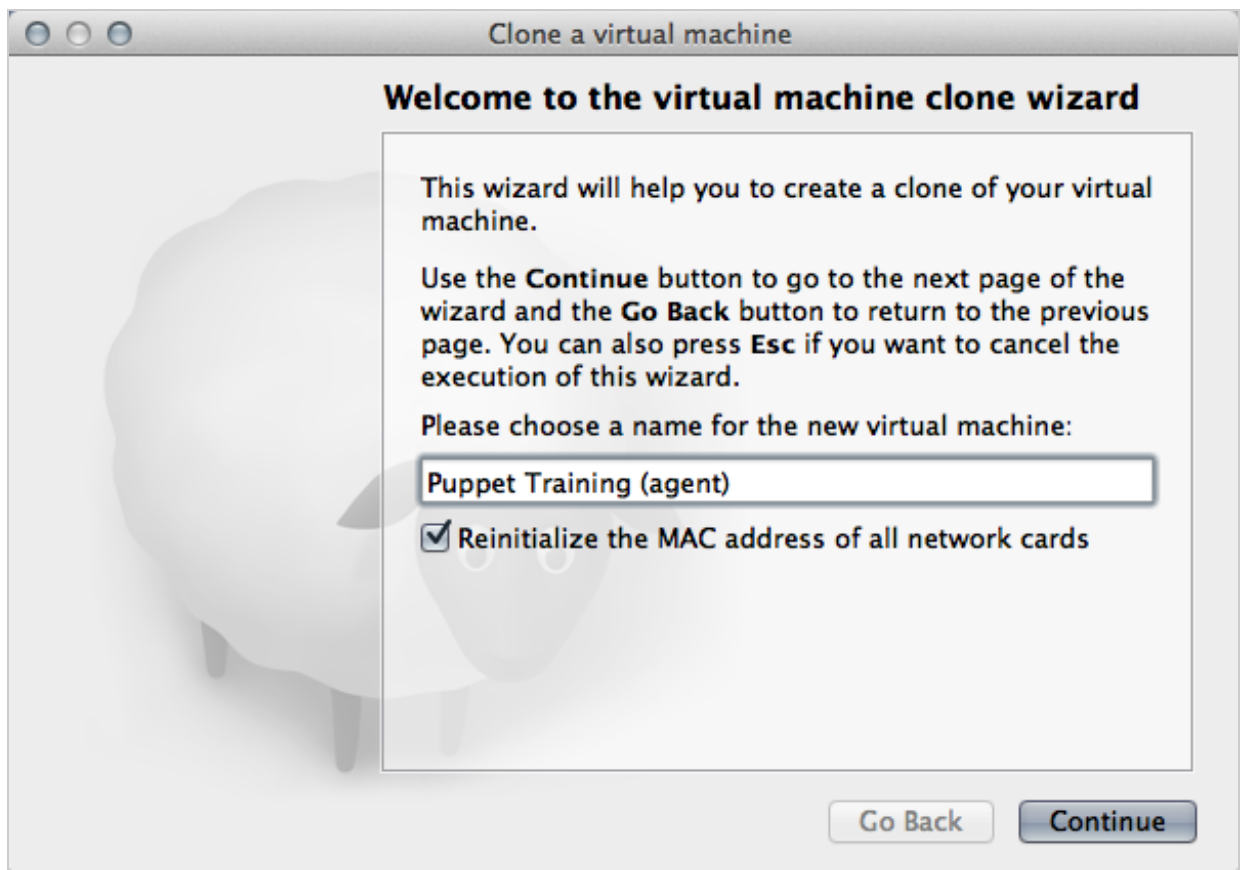 Clone a virtual machine
Welcome to the virtual machine clone wizard
This wizard will help you to create a clone of your virtual
machine.
Use the Continue button to go to the next page of the
wizard and the Go Back button to return to the previous
page. You can also press Esc if you want to cancel the
execution of this wizard.
Please choose a name for the new virtual machine:
Puppet Training (agent)
Reinitialize the MAC address of all network cards
Go Back
Continue